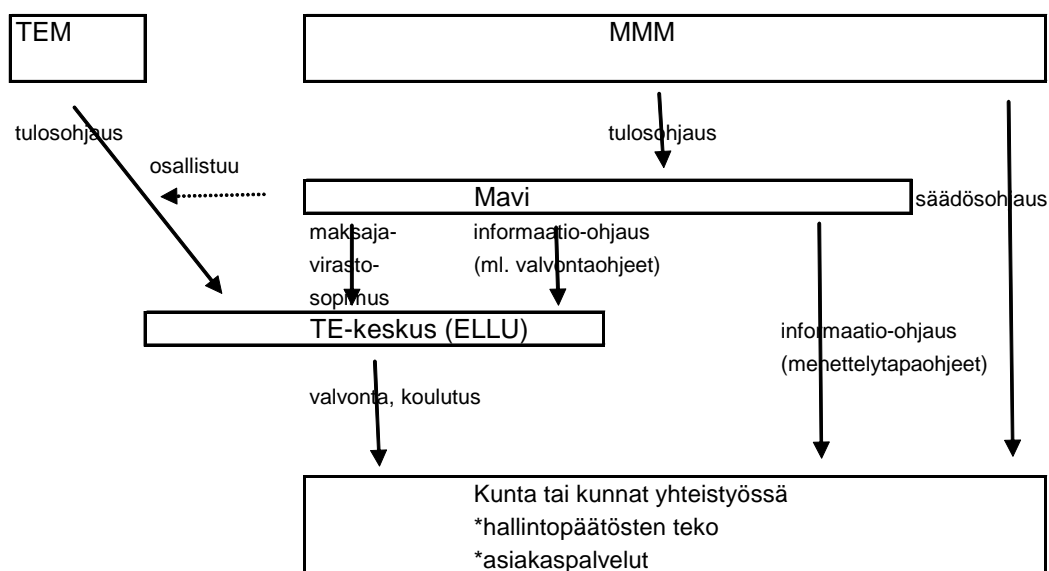 TEM
MMM
tulosohjaus
tulosohjaus
osallistuu
Mavi
säädösohjaus
maksaja-
virasto-
sopimus
informaatio-ohjaus
(ml. valvontaohjeet)
TE-keskus (ELLU)
informaatio-ohjaus
(menettelytapaohjeet)
valvonta, koulutus
Kunta tai kunnat yhteistyössä
*hallintopäätösten teko
*asiakaspalvelut